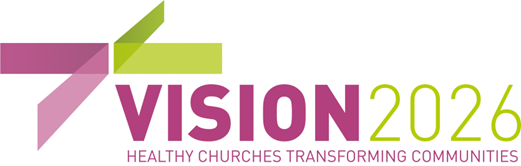 VISION2026
HEALTHY CHURCHES TRANSFORMING COMMUNITIES